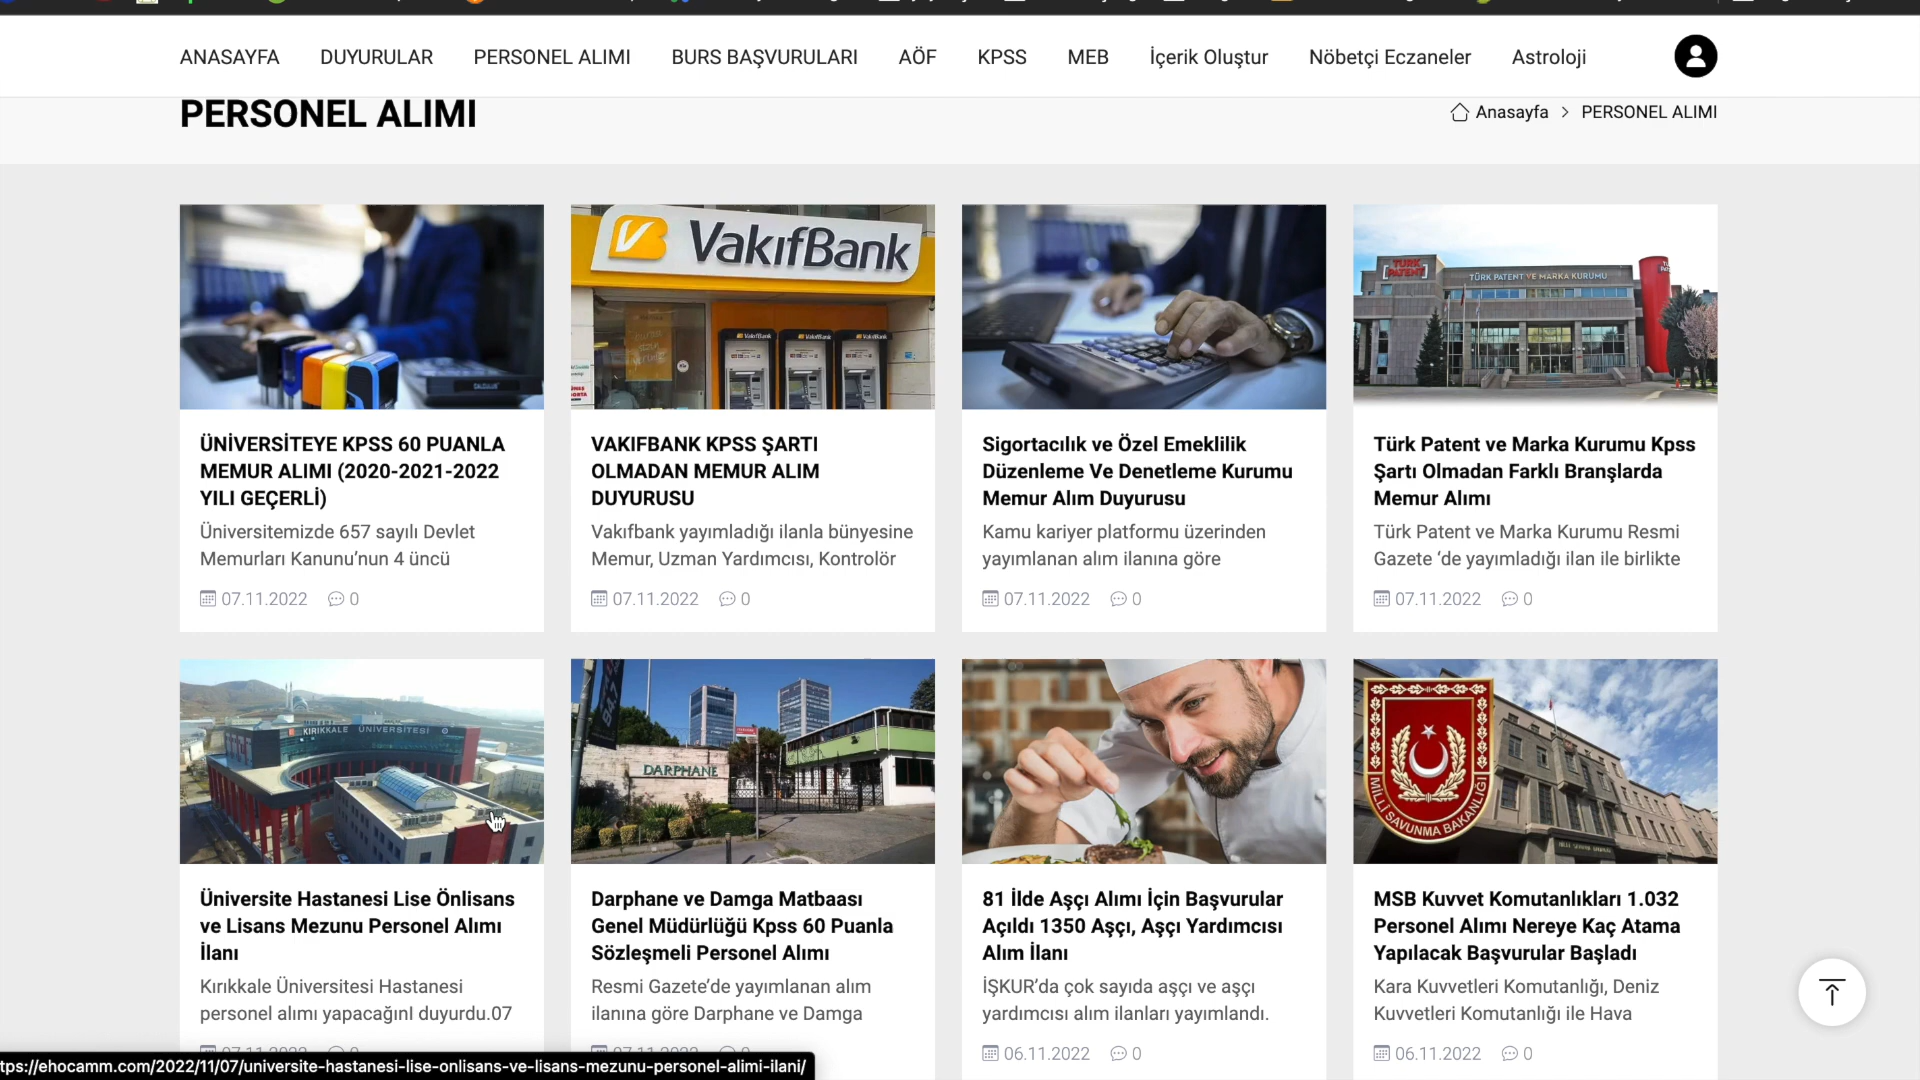 ANASAYFA DUYURULAR PERSONEL ALIMI BURS BAŞVURULARI AÖF KPSS MEB İçerik Oluştur Nöbetçi Eczaneler Astroloji
PERSONEL ALIMI
Anasayfa > PERSONEL ALIMI
VakıfBank
TÜRK PATENT
TÜRK PATENT VE MARKA KURUMU
ÜNİVERSİTEYE KPSS 60 PUANLA
MEMUR ALIMI (2020-2021-2022
YILI GEÇERLİ)
Üniversitemizde 657 sayılı Devlet
Memurları Kanunu’nun 4 üncü
07.11.2022 0
VAKIFBANK KPSS ŞARTI
OLMADAN MEMUR ALIM
DUYURUSU
Vakıfbank yayımladığı ilanla bünyesine
Memur, Uzman Yardımcısı, Kontrolör
07.11.2022 0
Sigortacılık ve Özel Emeklilik
Düzenleme Ve Denetleme Kurumu
Memur Alım Duyurusu
Kamu kariyer platformu üzerinden
yayımlanan alım ilanına göre
07.11.2022 0
Türk Patent ve Marka Kurumu Kpss
Şartı Olmadan Farklı Branşlarda
Memur Alımı
Türk Patent ve Marka Kurumu Resmi
Gazete ‘de yayımladığı ilan ile birlikte
07.11.2022 0
KIRIKKALE ÜNİVERSİTESİ
DARPHANE
MİLLİ SAVUNMA BAKANLIĞI
Üniversite Hastanesi Lise Önlisans
ve Lisans Mezunu Personel Alımı
İlanı
Kırıkkale Üniversitesi Hastanesi
personel alımı yapacağınI duyurdu.07
07.11.2022 0
Darphane ve Damga Matbaası
Genel Müdürlüğü Kpss 60 Puanla
Sözleşmeli Personel Alımı
Resmi Gazete’de yayımlanan alım
ilanına göre Darphane ve Damga
07.11.2022 0
81 İlde Aşçı Alımı İçin Başvurular
Açıldı 1350 Aşçı, Aşçı Yardımcısı
Alım İlanı
İŞKUR’da çok sayıda aşçı ve aşçı
yardımcısı alım ilanları yayımlandı.
06.11.2022 0
MSB Kuvvet Komutanlıkları 1.032
Personel Alımı Nereye Kaç Atama
Yapılacak Başvurular Başladı
Kara Kuvvetleri Komutanlığı, Deniz
Kuvvetleri Komutanlığı ile Hava
06.11.2022 0
tps://ehocamm.com/2022/11/07/universite-hastanesi-lise-onlisans-ve-lisans-mezunu-personel-alimi-ilani/